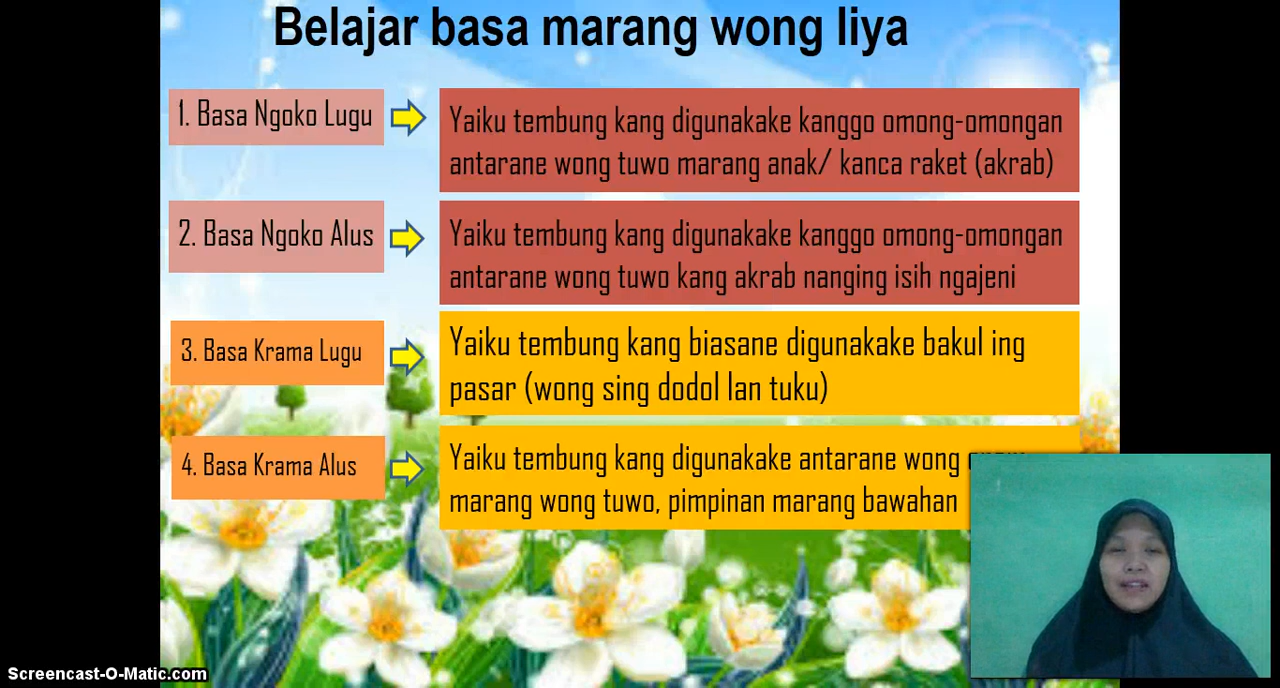 Belajar basa marang wong liya
1. Basa Ngoko Lugu
Yaiku tembung kang digunakake kanggo omong-omongan
antarane wong tuwo marang anak/ kanca raket (akrab)
2. Basa Ngoko Alus
Yaiku tembung kang digunakake kanggo omong-omongan
antarane wong tuwo kang akrab nanging isih ngajeni
3. Basa Krama Lugu
Yaiku tembung kang biasane digunakake bakul ing
pasar (wong sing dodol lan tuku)
4. Basa Krama Alus
Yaiku tembung kang digunakake antarane wong
marang wong tuwo, pimpinan marang bawahan
Screencast-O-Matic.com